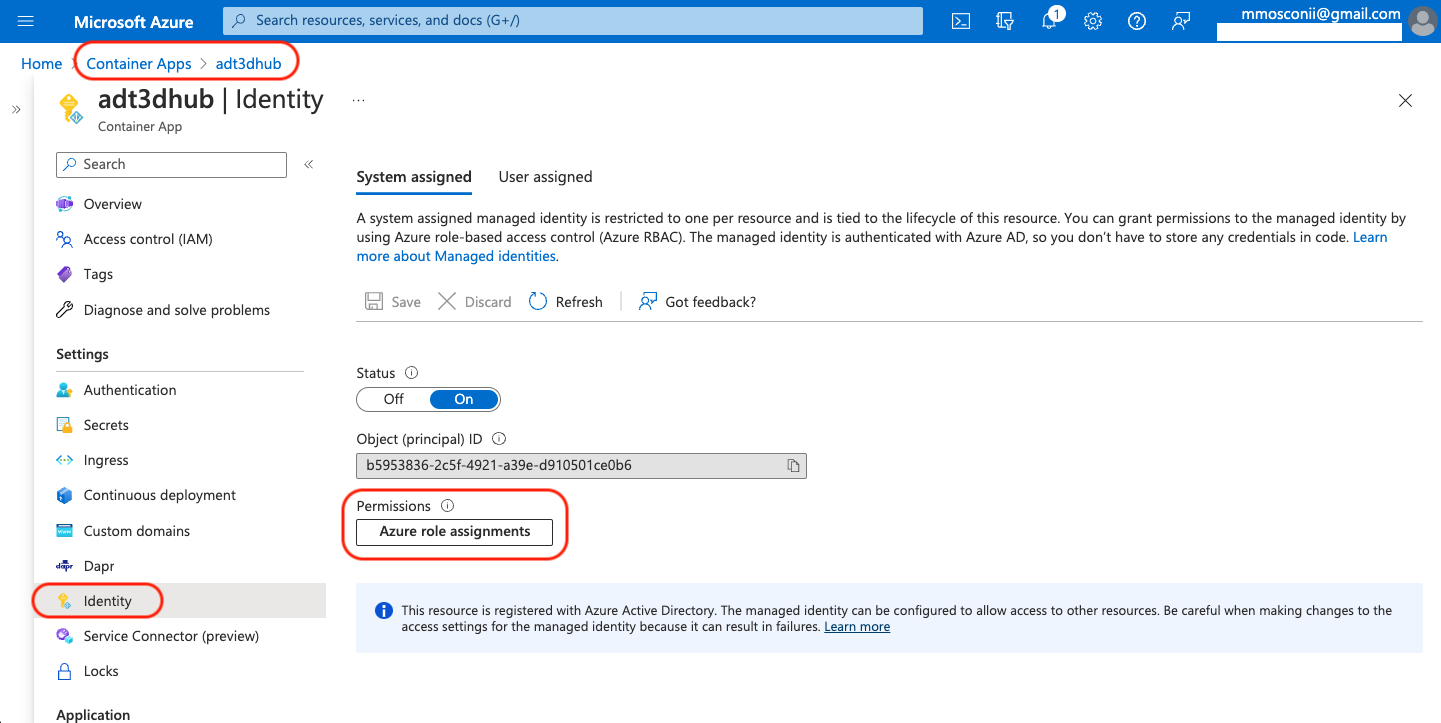 Microsoft Azure
Search resources, services, and docs (G+/)
1
mmosconii@gmail.com
Home > Container Apps > adt3dhub
adt3dhub | Identity ...
Container App
Search
Overview
Access control (IAM)
Tags
Diagnose and solve problems
Settings
Authentication
Secrets
Ingress
Continuous deployment
Custom domains
Dapr
Identity
Service Connector (preview)
Locks
Application
System assigned
User assigned
A system assigned managed identity is restricted to one per resource and is tied to the lifecycle of this resource. You can grant permissions to the managed identity by
using Azure role-based access control (Azure RBAC). The managed identity is authenticated with Azure AD, so you don't have to store any credentials in code. Learn
more about Managed identities.
Save
Discard
Refresh
Got feedback?
Status
Off
On
Object (principal) ID
b5953836-2c5f-4921-a39e-d910501ce0b6
Permissions
Azure role assignments
This resource is registered with Azure Active Directory. The managed identity can be configured to allow access to other resources. Be careful when making changes to the
access settings for the managed identity because it can result in failures. Learn more